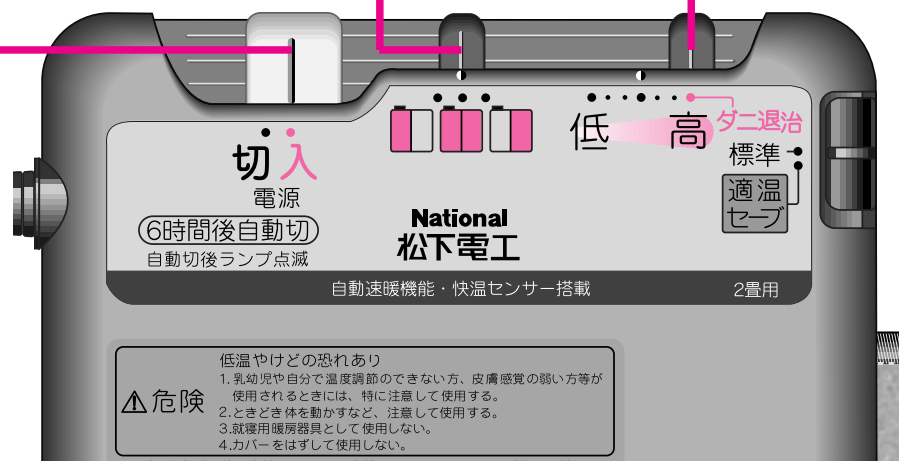 低 高 ダニ退治
切 入
標準
電源
適温
セーブ
6時間後自動切
自動切後ランプ点滅
National
松下電工
自動速暖機能・快温センサー搭載 2畳用
危険
低温やけどの恐れあり
1.乳幼児や自分で温度調節のできない方、皮膚感覚の弱い方等が
使用されるときには、特に注意して使用する。
2.ときどき体を動かすなど、注意して使用する。
3.就寝用暖房器具として使用しない。
4.カバーをはずして使用しない。